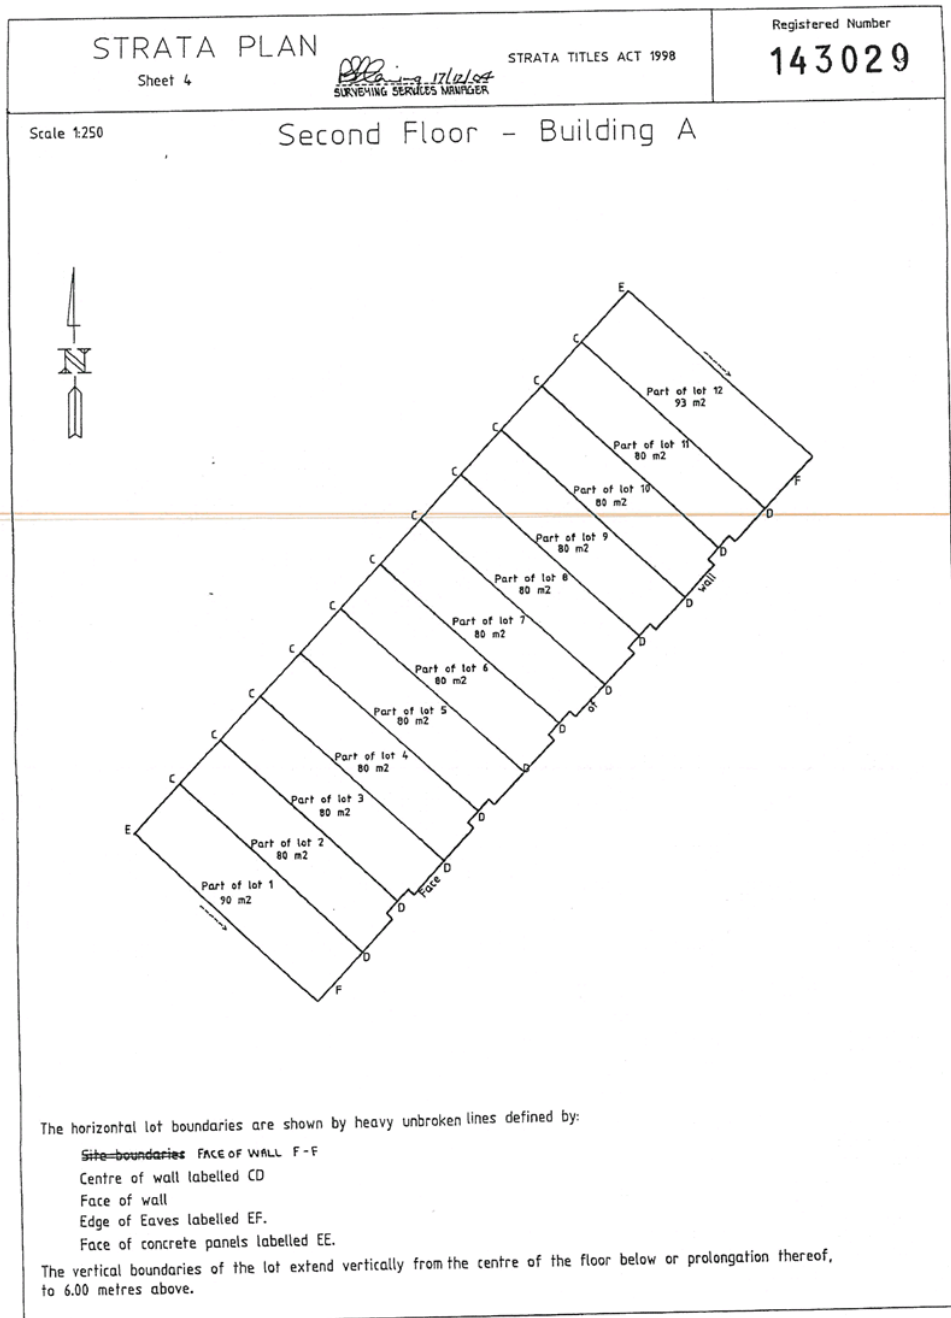 STRATA PLAN
Sheet 4
17/12/04
SURVEYING SERVICES MANAGER
STRATA TITLES ACT 1998
Registered Number
143029
Scale 1:250
Second Floor - Building A
N
E
C
Part of lot 12
93 m2
F
C
Part of lot 11
80 m2
D
C
Part of lot 10
80 m2
D
C
Part of lot 9
80 m2
D
wall
C
Part of lot 8
80 m2
D
C
Part of lot 7
80 m2
D
of
C
Part of lot 6
80 m2
D
C
Part of lot 5
80 m2
D
C
Part of lot 4
80 m2
D
C
Part of lot 3
80 m2
D
Face
C
Part of lot 2
80 m2
D
E
Part of lot 1
90 m2
D
F
The horizontal lot boundaries are shown by heavy unbroken lines defined by:
Site boundaries FACE OF WALL F-F
Centre of wall labelled CD
Face of wall
Edge of Eaves labelled EF.
Face of concrete panels labelled EE.
The vertical boundaries of the lot extend vertically from the centre of the floor below or prolongation thereof,
to 6.00 metres above.